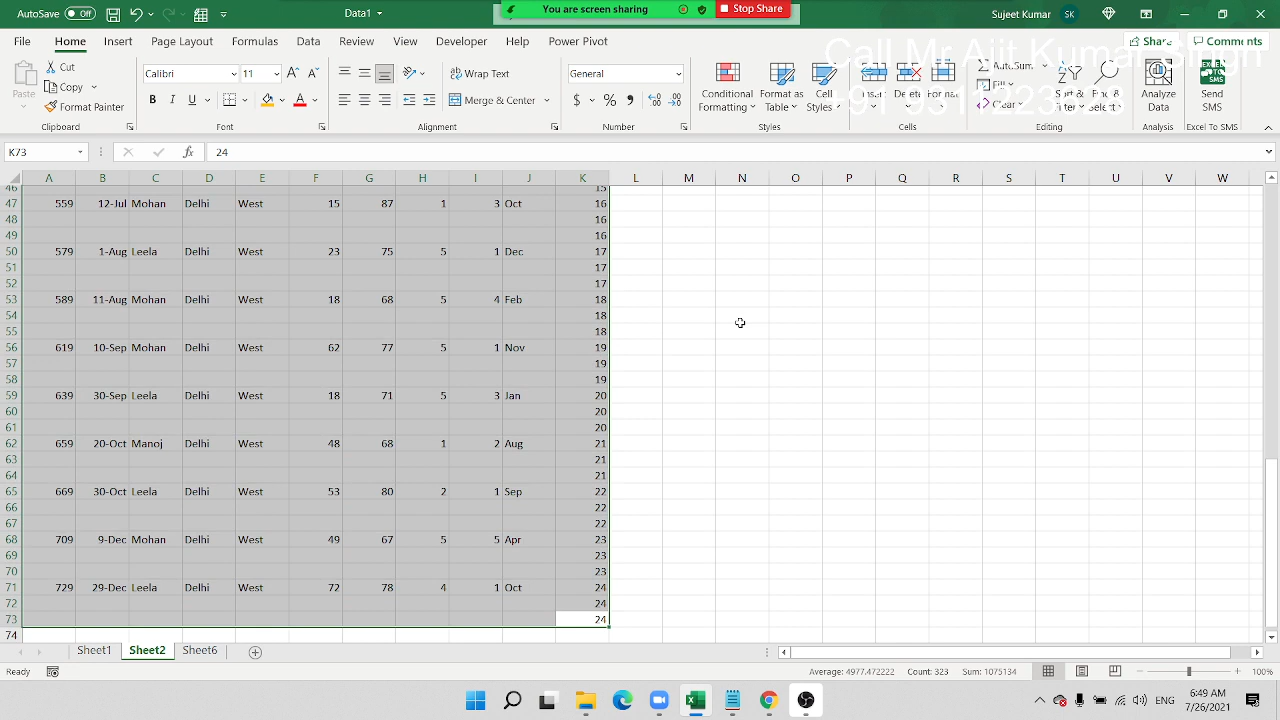 AutoSave Off Data1 You are screen sharing Stop Share Sujeet Kumar SK
File Home Insert Page Layout Formulas Data Review View Developer Help Power Pivot Share Comments
Call Mr Ajit Kumar Singh
Paste Cut Calibri 11 Wrap Text General Conditional Formatting Format as Table Cell Styles Insert Delete Format AutoSum Sort & Filter Find & Select Analyze Data Send SMS
Copy Fill
Format Painter B I U Merge & Center $ % Clear
Clipboard Font Alignment Number Styles Cells Editing Analysis Excel To SMS
K73 fx 24
A B C D E F G H I J K L M N O P Q R S T U V W
46 15
47 559 12-Jul Mohan Delhi West 15 87 1 3 Oct 16
48 16
49 16
50 579 1-Aug Leela Delhi West 23 75 5 1 Dec 17
51 17
52 17
53 589 11-Aug Mohan Delhi West 18 68 5 4 Feb 18
54 18
55 18
56 619 10-Sep Mohan Delhi West 62 77 5 1 Nov 19
57 19
58 19
59 639 30-Sep Leela Delhi West 18 71 5 3 Jan 20
60 20
61 20
62 659 20-Oct Manoj Delhi West 48 68 1 2 Aug 21
63 21
64 21
65 669 30-Oct Leela Delhi West 53 80 2 1 Sep 22
66 22
67 22
68 709 9-Dec Mohan Delhi West 49 67 5 5 Apr 23
69 23
70 23
71 729 29-Dec Leela Delhi West 72 78 4 1 Oct 24
72 24
73 24
74
Sheet1 Sheet2 Sheet6
Ready Average: 4977.472222 Count: 323 Sum: 1075134 100%
ENG 6:49 AM
7/26/2021